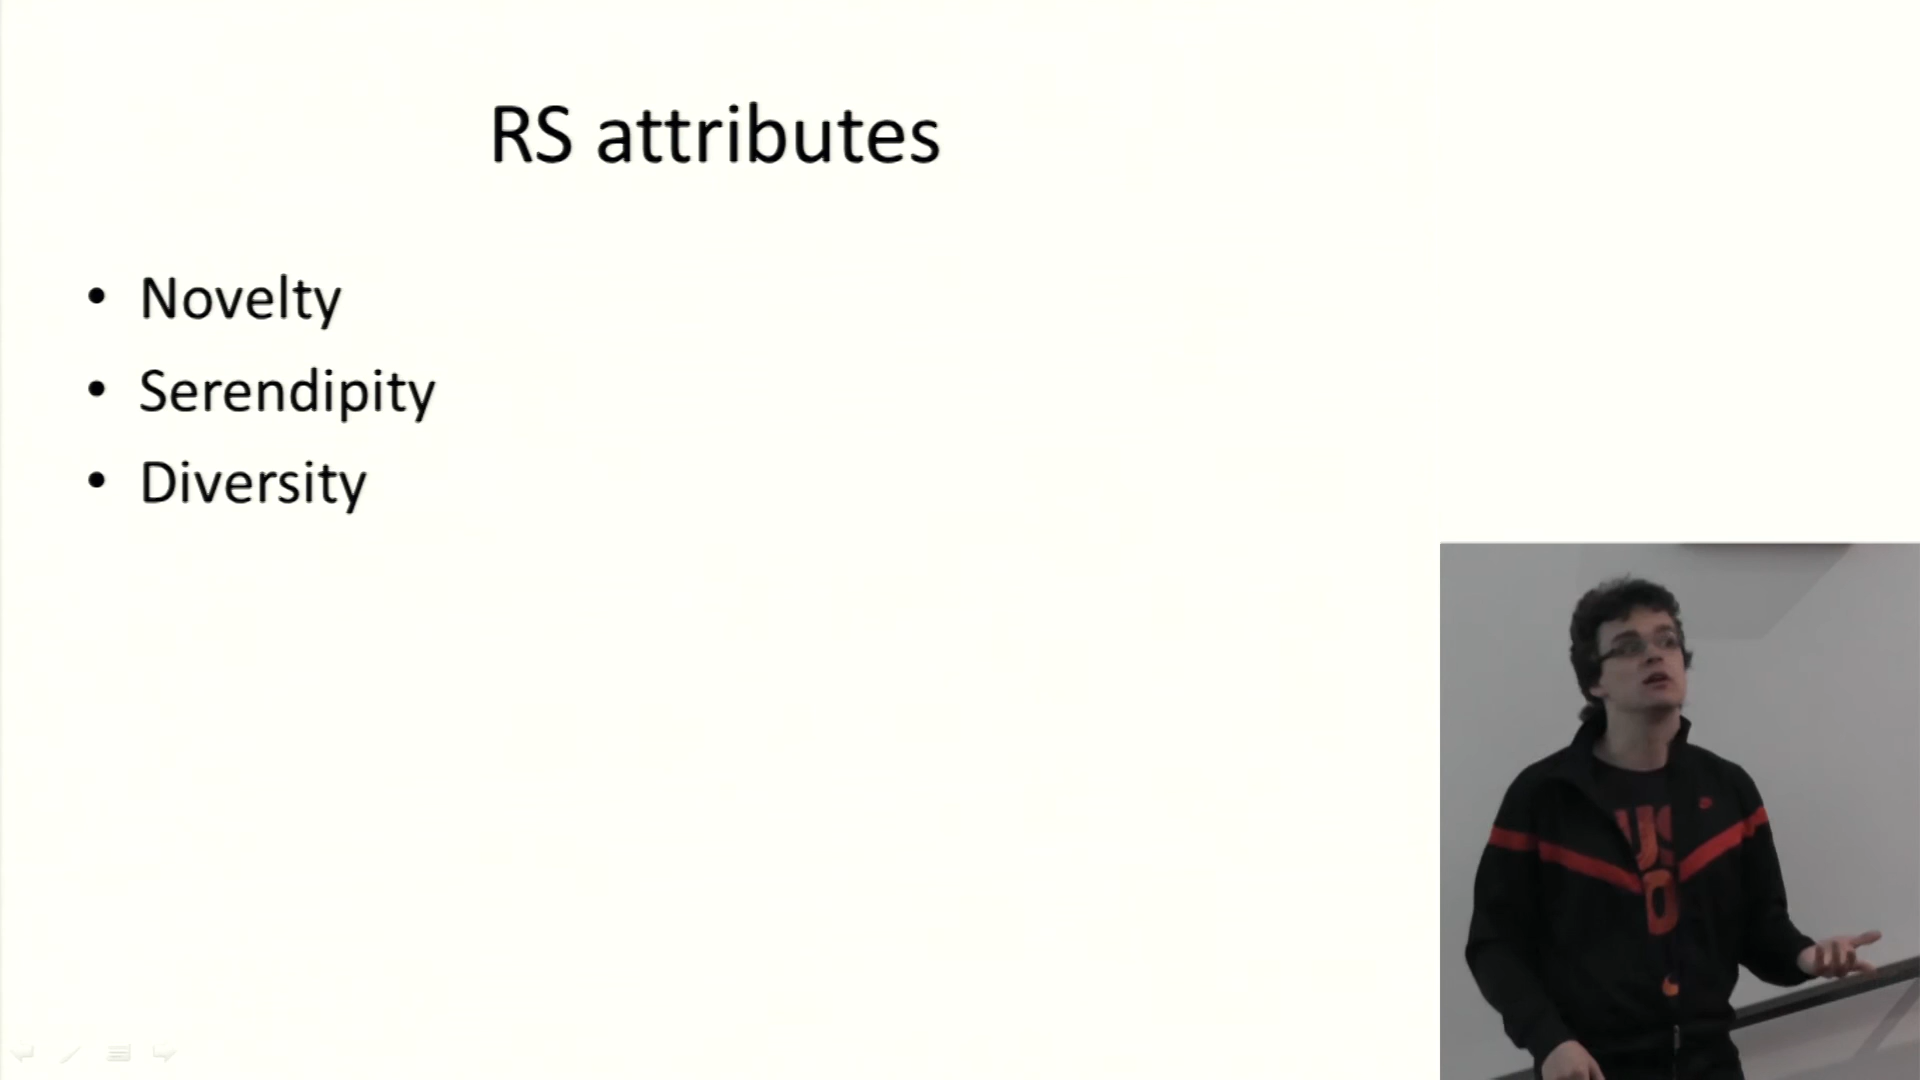 RS attributes
• Novelty
• Serendipity
• Diversity